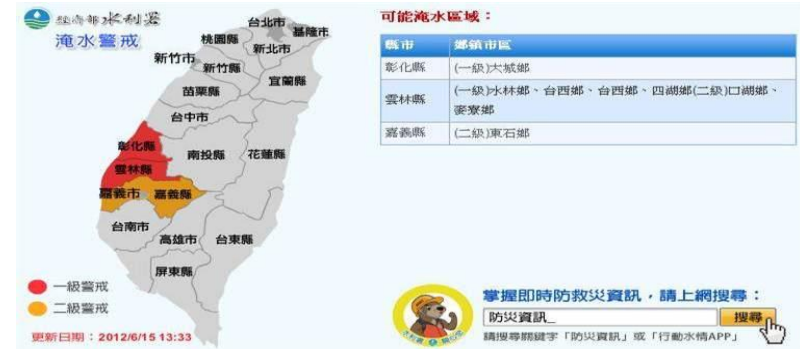 經濟部水利署
淹水警戒
台北市
基隆市
桃園縣
新北市
新竹市
新竹縣
宜蘭縣
苗栗縣
台中市
彰化縣
南投縣
花蓮縣
雲林縣
嘉義市
嘉義縣
台南市
高雄市
台東縣
屏東縣
一級警戒
二級警戒
更新日期：2012/6/15 13:33
可能淹水區域：
縣市 鄉鎮市區
彰化縣 (一級)大城鄉
雲林縣 (一級)水林鄉、台西鄉、台西鄉、四湖鄉(二級)口湖鄉、
麥寮鄉
嘉義縣 (二級)東石鄉
掌握即時防救災資訊，請上網搜尋：
防災資訊_ 搜尋
請搜尋關鍵字「防災資訊」或「行動水情APP」